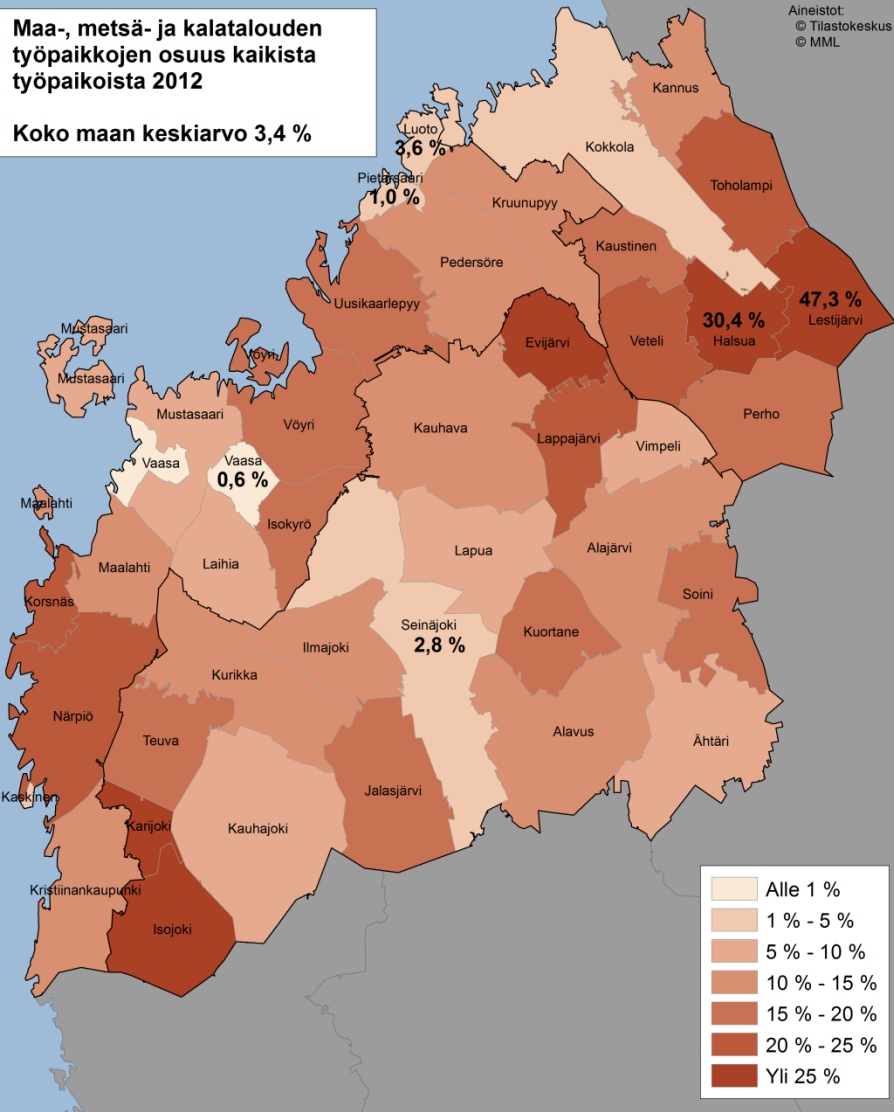 Maa-, metsä- ja kalatalouden
työpaikkojen osuus kaikista
työpaikoista 2012
Koko maan keskiarvo 3,4 %
Aineistot:
© Tilastokeskus
© MML
Kannus
Luoto
3,6 %
Kokkola
Pietarsaari
1,0 %
Toholampi
Kruunupyy
Kaustinen
Pedersöre
Uusikaarlepyy
47,3 %
Lestijärvi
30,4 %
Halsua
Mustasaari
Evijärvi
Veteli
Vöyri
Mustasaari
Mustasaari
Perho
Vöyri
Kauhava
Lappajärvi
Vimpeli
Vaasa
Vaasa
0,6 %
Maalahti
Isokyrö
Lapua
Alajärvi
Maalahti
Laihia
Soini
Korsnäs
Seinäjoki
2,8 %
Kuortane
Ilmajoki
Kurikka
Närpiö
Teuva
Alavus
Ähtäri
Kaskinen
Jalasjärvi
Karijoki
Kauhajoki
Kristiinankaupunki
Isojoki
Alle 1 %
1 % - 5 %
5 % - 10 %
10 % - 15 %
15 % - 20 %
20 % - 25 %
Yli 25 %